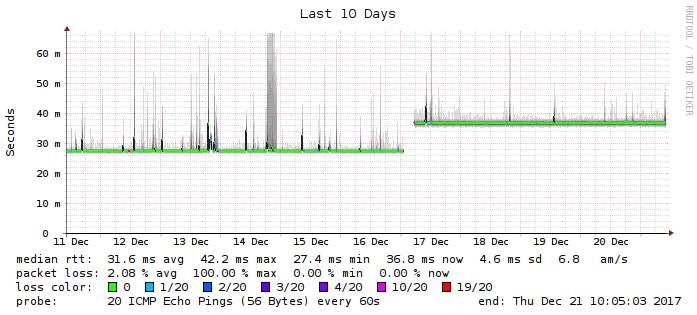 Last 10 Days
RRDTOOL / TOBI OETIKER
Seconds
60 m
50 m
40 m
30 m
20 m
10 m
0
11 Dec 12 Dec 13 Dec 14 Dec 15 Dec 16 Dec 17 Dec 18 Dec 19 Dec 20 Dec
median rtt: 31.6 ms avg 42.2 ms max 27.4 ms min 36.8 ms now 4.6 ms sd 6.8 am/s
packet loss: 2.08 % avg 100.00 % max 0.00 % min 0.00 % now
loss color: 0 1/20 2/20 3/20 4/20 10/20 19/20
probe: 20 ICMP Echo Pings (56 Bytes) every 60s end: Thu Dec 21 10:05:03 2017